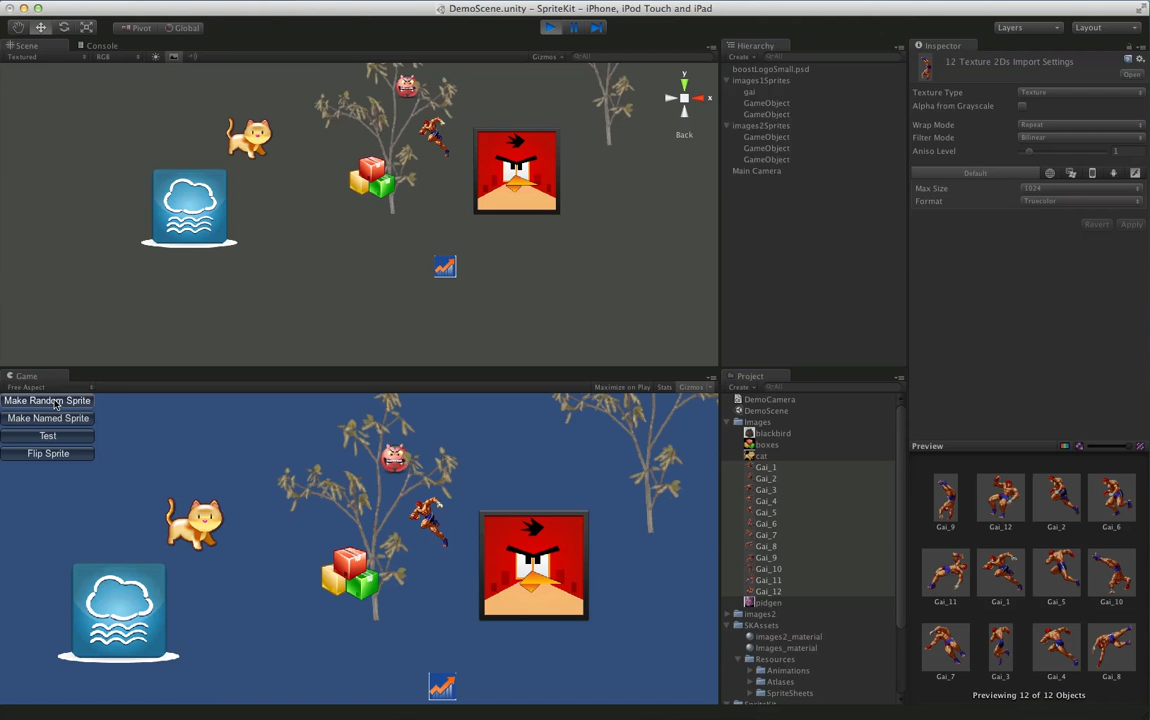 DemoScene.unity - SpriteKit - iPhone, iPod Touch and iPad
Pivot Global Layers Layout
Scene Console
Textured RGB Gizmos All
y
x
Back
Game
Free Aspect Maximize on Play Stats Gizmos
Make Random Sprite
Make Named Sprite
Test
Flip Sprite
Hierarchy
Create All
boostLogoSmall.psd
images1Sprites
gai
GameObject
GameObject
images2Sprites
GameObject
GameObject
GameObject
Main Camera
Project
Create All
DemoCamera
DemoScene
Images
blackbird
boxes
cat
Gai_1
Gai_2
Gai_3
Gai_4
Gai_5
Gai_6
Gai_7
Gai_8
Gai_9
Gai_10
Gai_11
Gai_12
pidgen
images2
SKAssets
images2_material
Images_material
Resources
Animations
Atlases
SpriteSheets
SpriteKit
Inspector
12 Texture 2Ds Import Settings
Open
Texture Type Texture
Alpha from Grayscale
Wrap Mode Repeat
Filter Mode Bilinear
Aniso Level 1
Default
Max Size 1024
Format Truecolor
Revert Apply
Preview
Gai_9 Gai_12 Gai_2 Gai_6
Gai_11 Gai_1 Gai_5 Gai_10
Gai_7 Gai_3 Gai_4 Gai_8
Previewing 12 of 12 Objects